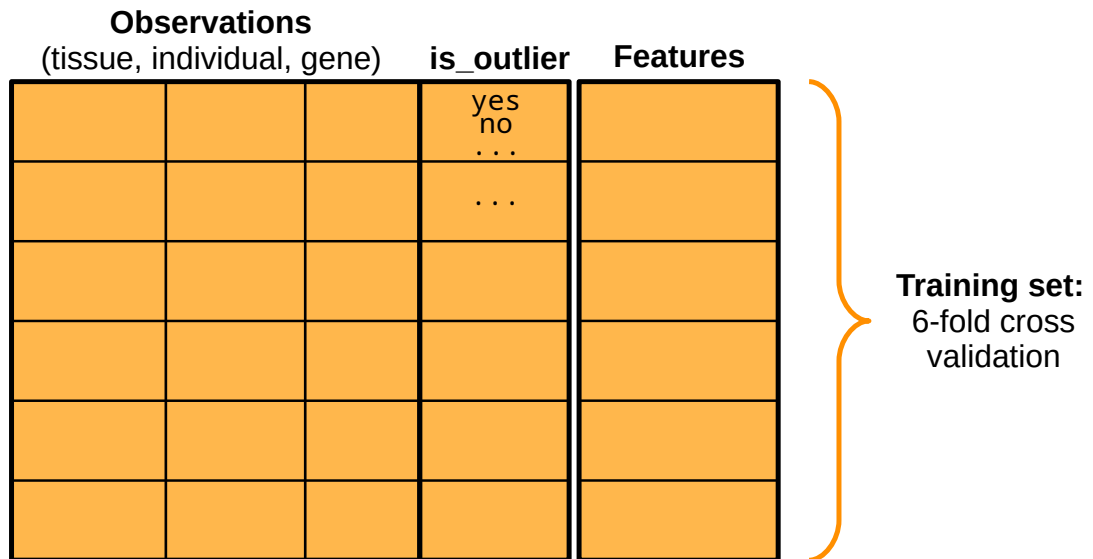 Observations
(tissue, individual, gene)
is_outlier
Features
yes
no
...
...
Training set:
6-fold cross
validation